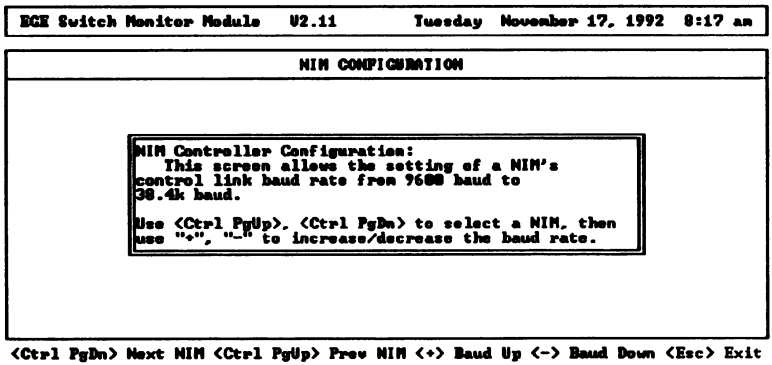 ECE Switch Monitor Module V2.11 Tuesday November 17, 1992 8:17 am
NIM CONFIGURATION
NIM Controller Configuration:
This screen allows the setting of a NIM's
control link baud rate from 9600 baud to
38.4k baud.
Use <Ctrl PgUp>, <Ctrl PgDn> to select a NIM, then
use "+", "-" to increase/decrease the baud rate.
<Ctrl PgDn> Next NIM <Ctrl PgUp> Prev NIM <+> Baud Up <-> Baud Down <Esc> Exit